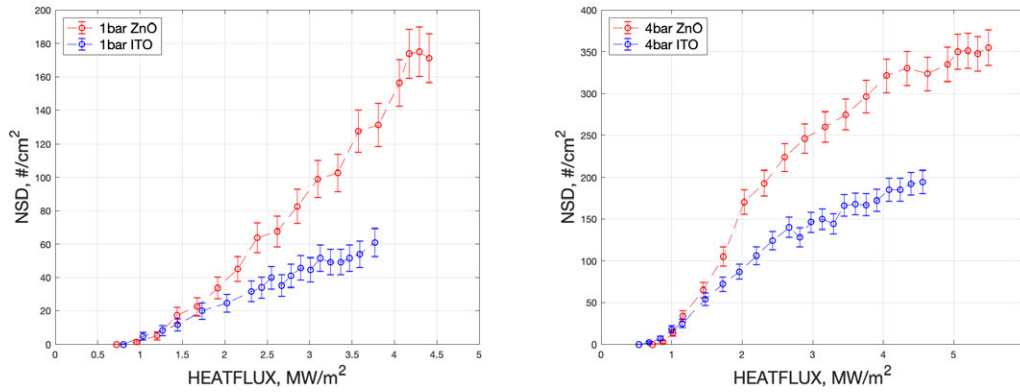 1bar ZnO
1bar ITO
NSD, #/cm²
200
180
160
140
120
100
80
60
40
20
0
0 0.5 1 1.5 2 2.5 3 3.5 4 4.5 5
HEATFLUX, MW/m²
4bar ZnO
4bar ITO
NSD, #/cm²
400
350
300
250
200
150
100
50
0
0 1 2 3 4 5
HEATFLUX, MW/m²